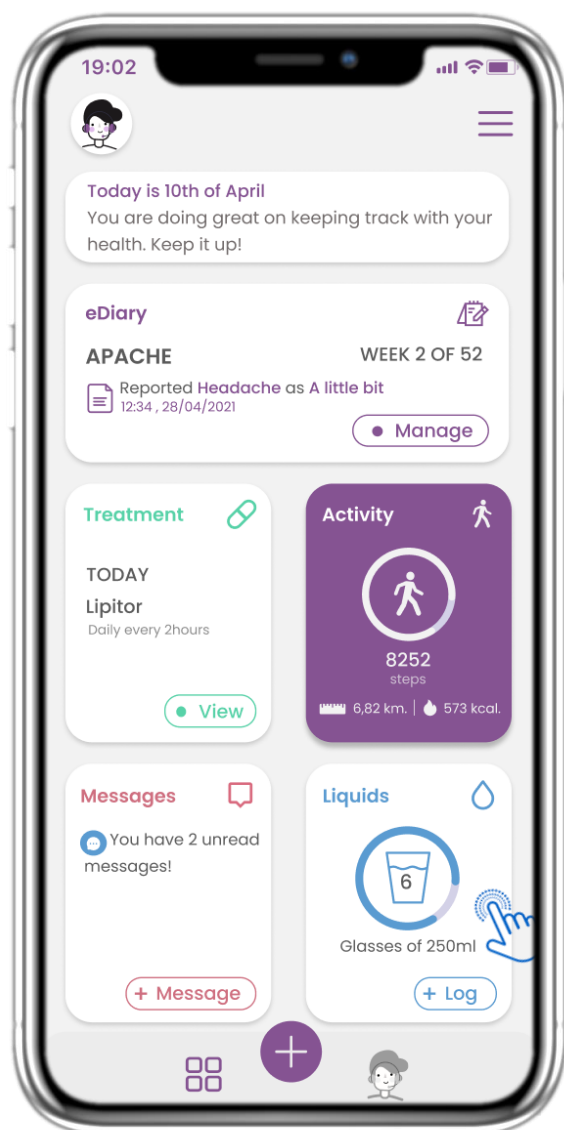 19:02
Today is 10th of April
You are doing great on keeping track with your
health. Keep it up!
eDiary
APACHE
WEEK 2 OF 52
Reported Headache as A little bit
12:34 , 28/04/2021
Manage
Treatment
TODAY
Lipitor
Daily every 2hours
View
Activity
8252
steps
6,82 km. | 573 kcal.
Messages
You have 2 unread
messages!
+ Message
Liquids
6
Glasses of 250ml
+ Log